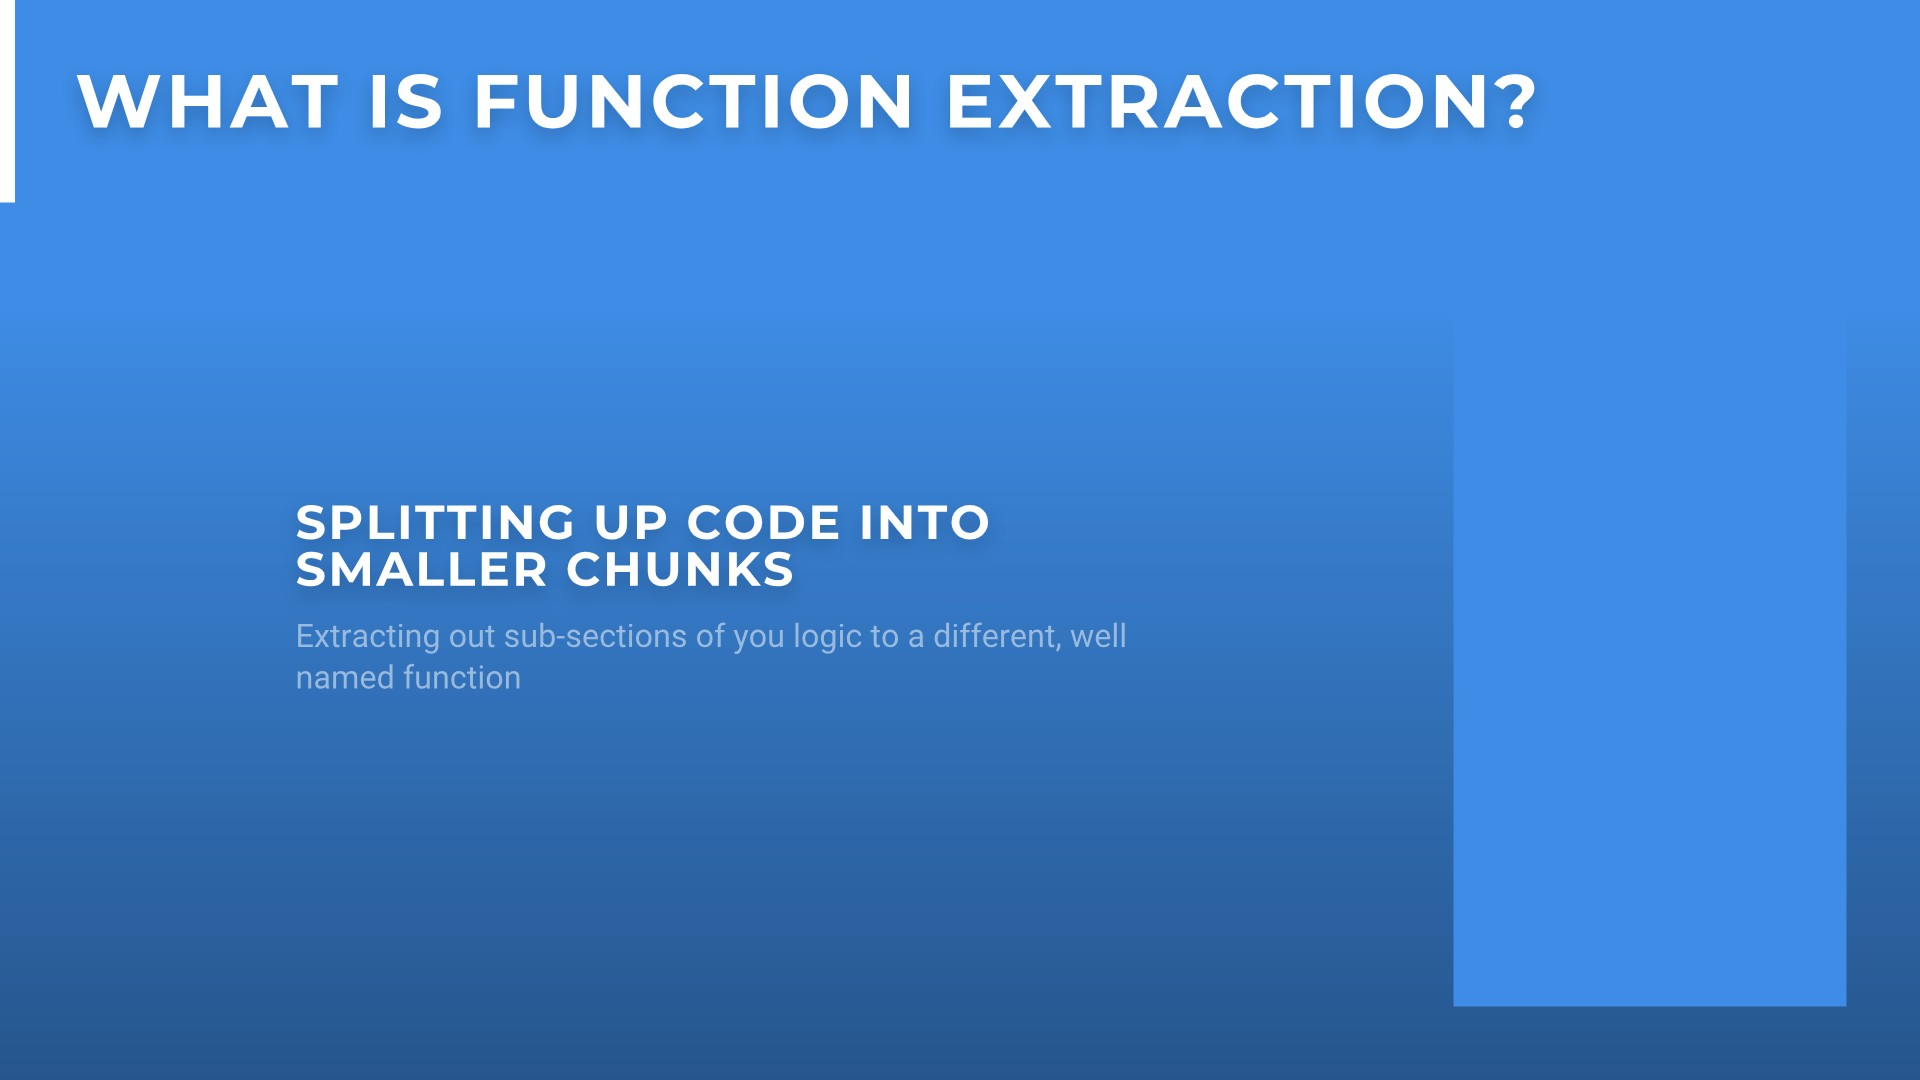 WHAT IS FUNCTION EXTRACTION?
SPLITTING UP CODE INTO
SMALLER CHUNKS
Extracting out sub-sections of you logic to a different, well
named function